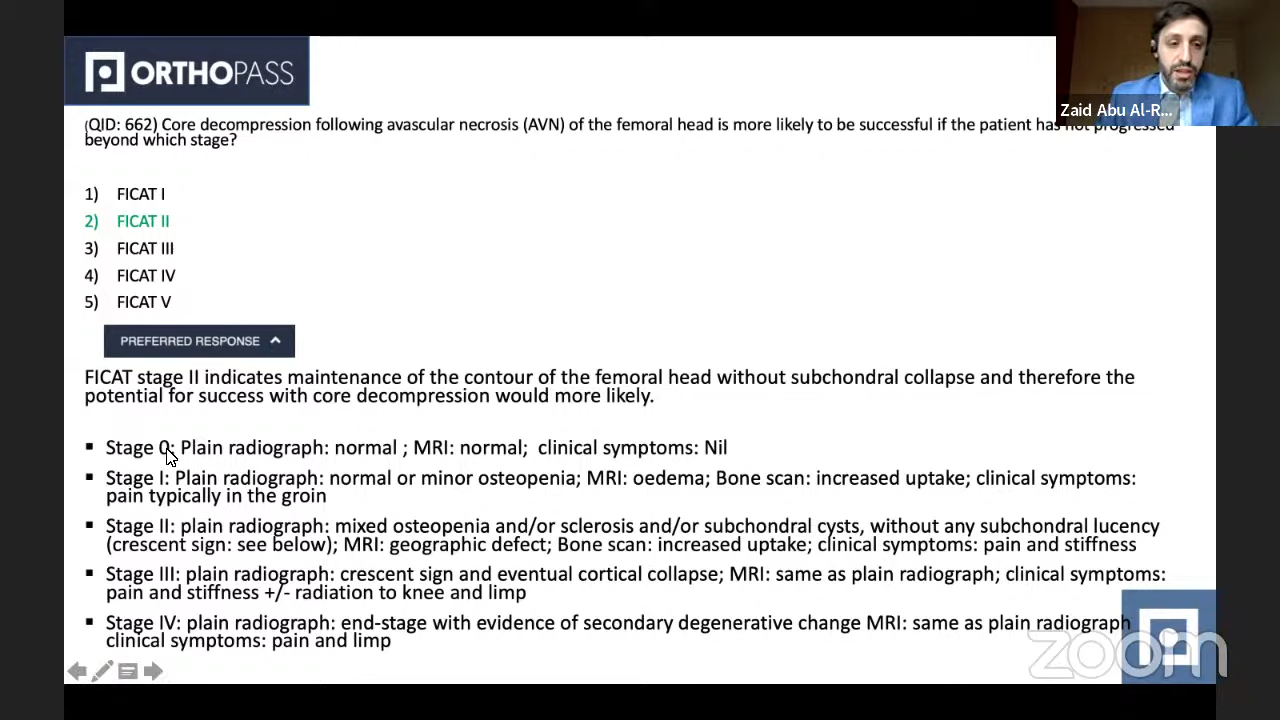 ORTHOPASS
Zaid Abu Al-R...
(QID: 662) Core decompression following avascular necrosis (AVN) of the femoral head is more likely to be successful if the patient has not progressed
beyond which stage?
1) FICAT I
2) FICAT II
3) FICAT III
4) FICAT IV
5) FICAT V
PREFERRED RESPONSE
FICAT stage II indicates maintenance of the contour of the femoral head without subchondral collapse and therefore the
potential for success with core decompression would more likely.
▪ Stage 0: Plain radiograph: normal ; MRI: normal; clinical symptoms: Nil
▪ Stage I: Plain radiograph: normal or minor osteopenia; MRI: oedema; Bone scan: increased uptake; clinical symptoms:
pain typically in the groin
▪ Stage II: plain radiograph: mixed osteopenia and/or sclerosis and/or subchondral cysts, without any subchondral lucency
(crescent sign: see below); MRI: geographic defect; Bone scan: increased uptake; clinical symptoms: pain and stiffness
▪ Stage III: plain radiograph: crescent sign and eventual cortical collapse; MRI: same as plain radiograph; clinical symptoms:
pain and stiffness +/- radiation to knee and limp
▪ Stage IV: plain radiograph: end-stage with evidence of secondary degenerative change MRI: same as plain radiograph
clinical symptoms: pain and limp
zoom